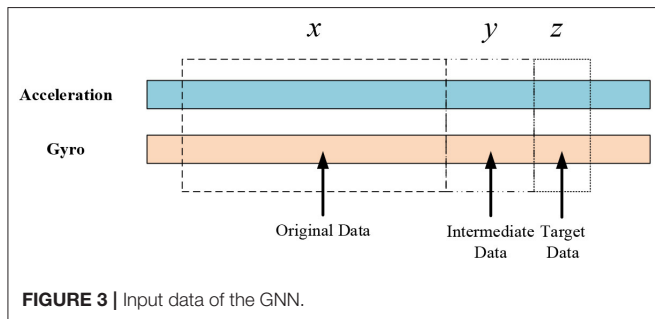 x y z
Acceleration
Gyro
Original Data
Intermediate Data
Target Data
FIGURE 3 | Input data of the GNN.